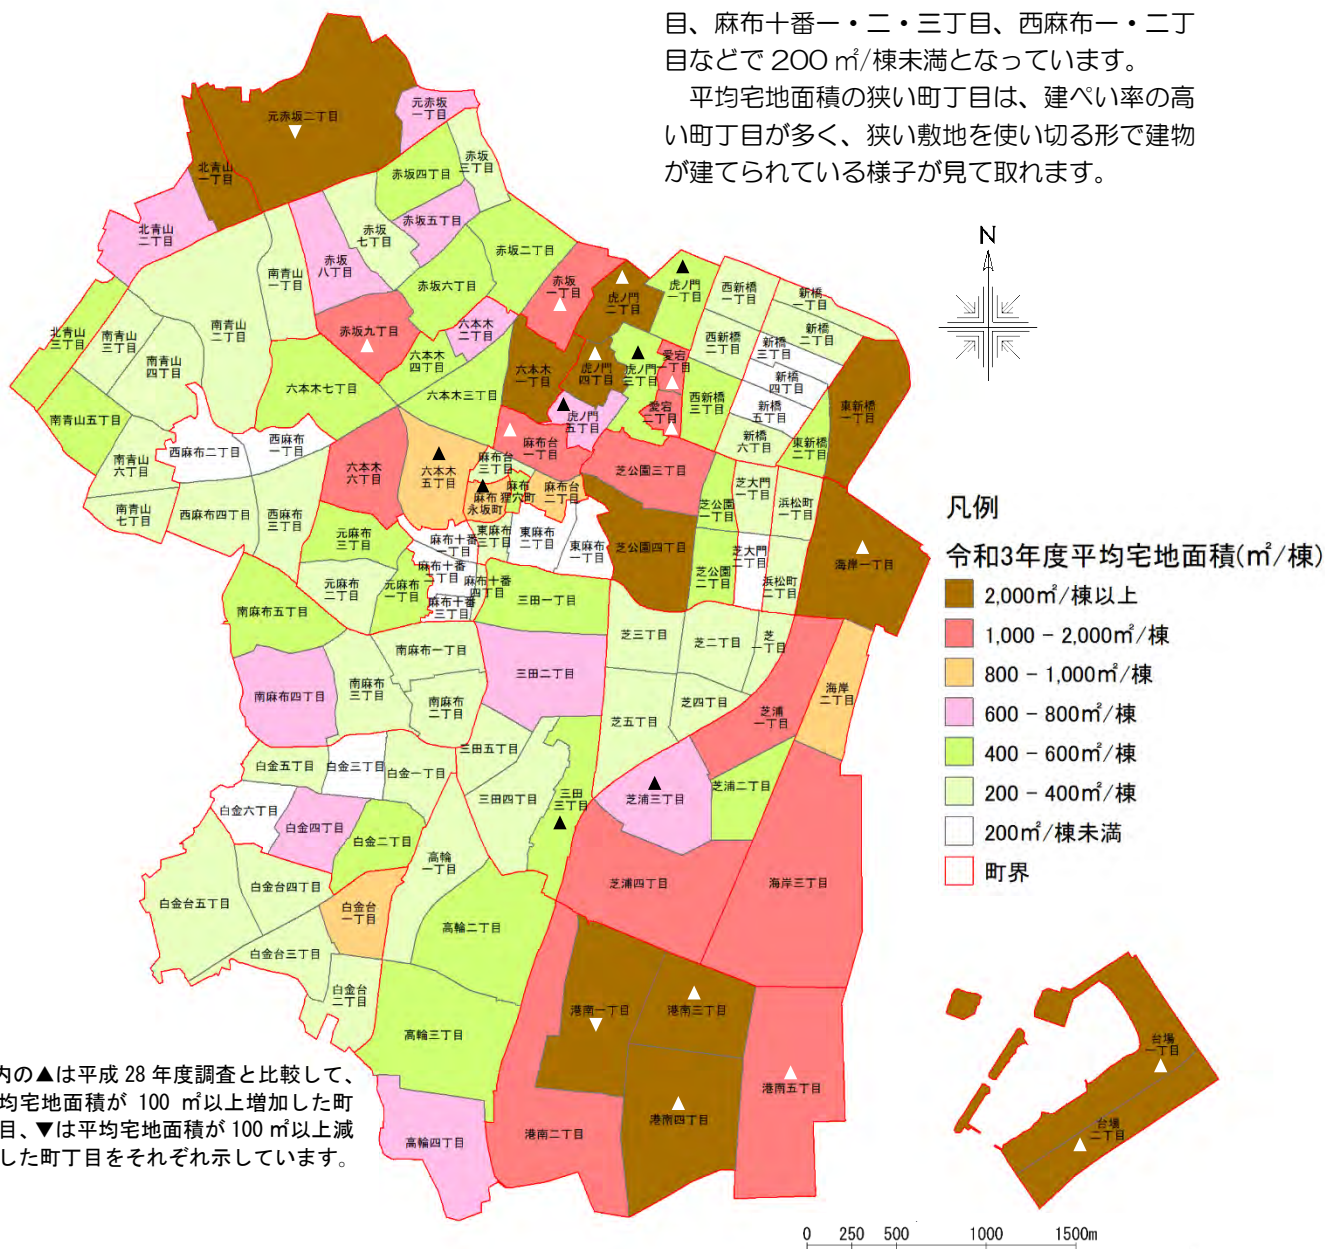 目、麻布十番一・二・三丁目、西麻布一・二丁
目などで 200 ㎡/棟未満となっています。
平均宅地面積の狭い町丁目は、建ぺい率の高
い町丁目が多く、狭い敷地を使い切る形で建物
が建てられている様子が見て取れます。
N
元赤坂二丁目
元赤坂
一丁目
北青山
一丁目
赤坂
三丁目
赤坂四丁目
北青山
二丁目
赤坂五丁目
赤坂
七丁目
赤坂
八丁目
赤坂二丁目
南青山
一丁目
赤坂六丁目
赤坂
一丁目
虎ノ門
二丁目
虎ノ門
一丁目
西新橋
一丁目
新橋
一丁目
南青山
二丁目
北青山
三丁目
南青山
三丁目
赤坂九丁目
六本木
二丁目
西新橋
二丁目
新橋
二丁目
新橋
三丁目
南青山
四丁目
六本木
四丁目
六本木
一丁目
虎ノ門
四丁目
虎ノ門
三丁目
愛宕
一丁目
新橋
四丁目
六本木七丁目
六本木三丁目
愛宕
二丁目
西新橋
三丁目
新橋
五丁目
東新橋
一丁目
南青山五丁目
虎ノ門
五丁目
新橋
六丁目
東新橋
二丁目
西麻布二丁目
西麻布
一丁目
麻布台
一丁目
南青山
六丁目
六本木
六丁目
六本木
五丁目
麻布台
三丁目
芝公園三丁目
麻布
永坂町
麻布
狸穴町
麻布台
二丁目
芝公園
一丁目
芝大門
一丁目
浜松町
一丁目
南青山
七丁目
西麻布四丁目
西麻布
三丁目
元麻布
三丁目
麻布十番
一丁目
東麻布
三丁目
東麻布
二丁目
東麻布
一丁目
芝公園四丁目
芝公園
二丁目
芝大門
二丁目
浜松町
二丁目
海岸一丁目
元麻布
二丁目
元麻布
一丁目
麻布十番
二丁目
麻布十番
三丁目
麻布十番
四丁目
三田一丁目
南麻布五丁目
南麻布一丁目
芝三丁目
芝二丁目
芝
一丁目
南麻布四丁目
南麻布
三丁目
南麻布
二丁目
三田二丁目
芝五丁目
芝四丁目
芝浦
一丁目
海岸
二丁目
白金五丁目
白金三丁目
白金一丁目
三田五丁目
白金六丁目
白金四丁目
三田四丁目
三田
三丁目
芝浦三丁目
芝浦二丁目
白金二丁目
高輪
一丁目
白金台五丁目
白金台四丁目
白金台
一丁目
芝浦四丁目
海岸三丁目
高輪二丁目
白金台三丁目
白金台
二丁目
高輪三丁目
港南一丁目
港南三丁目
港南五丁目
港南四丁目
港南二丁目
高輪四丁目
台場
一丁目
台場
二丁目
凡例
令和3年度平均宅地面積(㎡/棟)
2,000㎡/棟以上
1,000 - 2,000㎡/棟
800 - 1,000㎡/棟
600 - 800㎡/棟
400 - 600㎡/棟
200 - 400㎡/棟
200㎡/棟未満
町界
内の▲は平成 28 年度調査と比較して、
均宅地面積が 100 ㎡以上増加した町
目、▼は平均宅地面積が 100 ㎡以上減
した町丁目をそれぞれ示しています。
0 250 500 1000 1500m